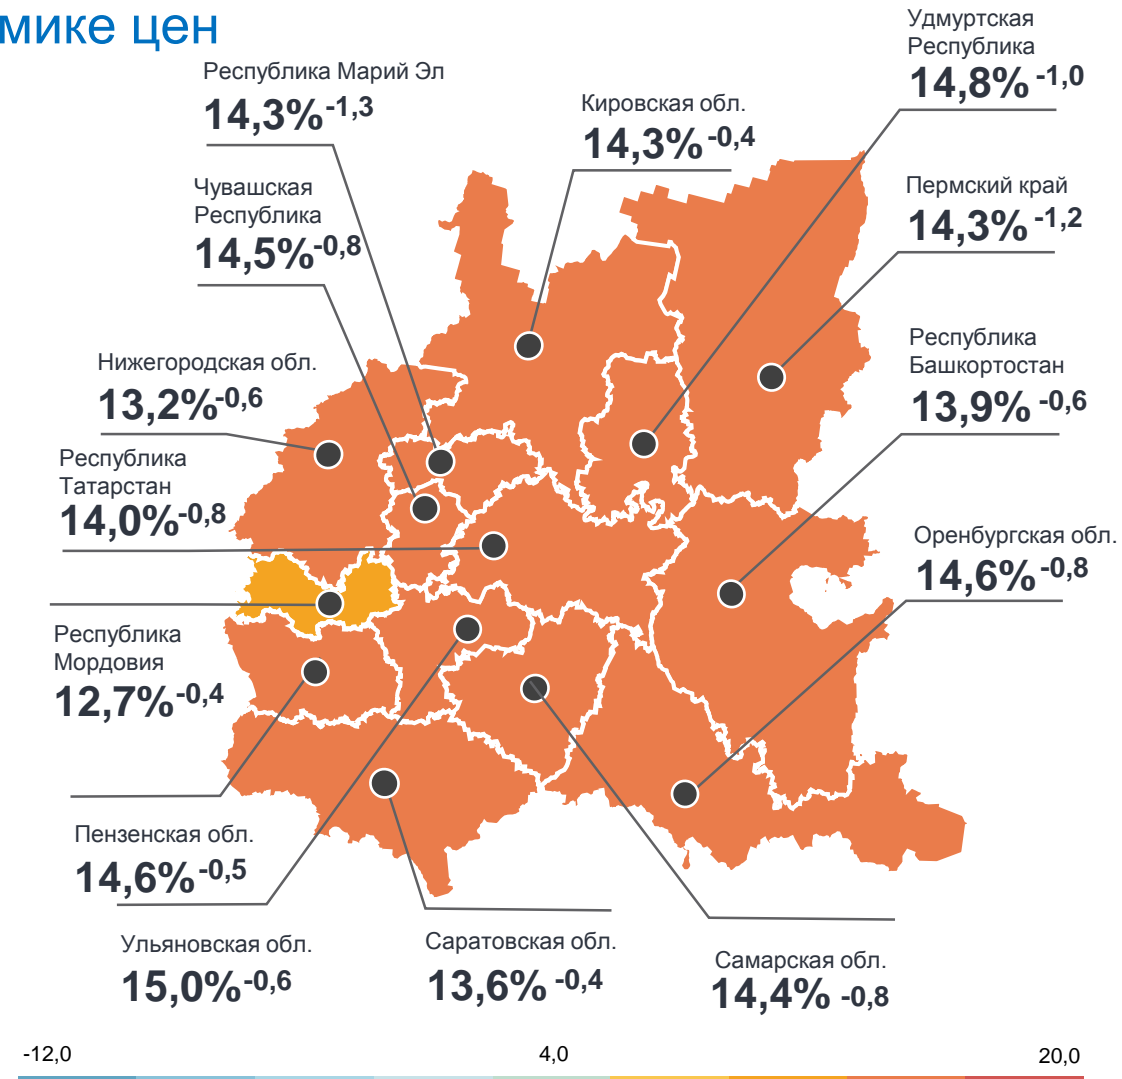 мике цен
Удмуртская
Республика
14,8% -1,0
Республика Марий Эл
14,3% -1,3
Кировская обл.
14,3% -0,4
Чувашская
Республика
14,5% -0,8
Пермский край
14,3% -1,2
Республика
Башкортостан
13,9% -0,6
Нижегородская обл.
13,2% -0,6
Республика
Татарстан
14,0% -0,8
Оренбургская обл.
14,6% -0,8
Республика
Мордовия
12,7% -0,4
Пензенская обл.
14,6% -0,5
Ульяновская обл.
15,0% -0,6
Саратовская обл.
13,6% -0,4
Самарская обл.
14,4% -0,8
-12,0 4,0 20,0